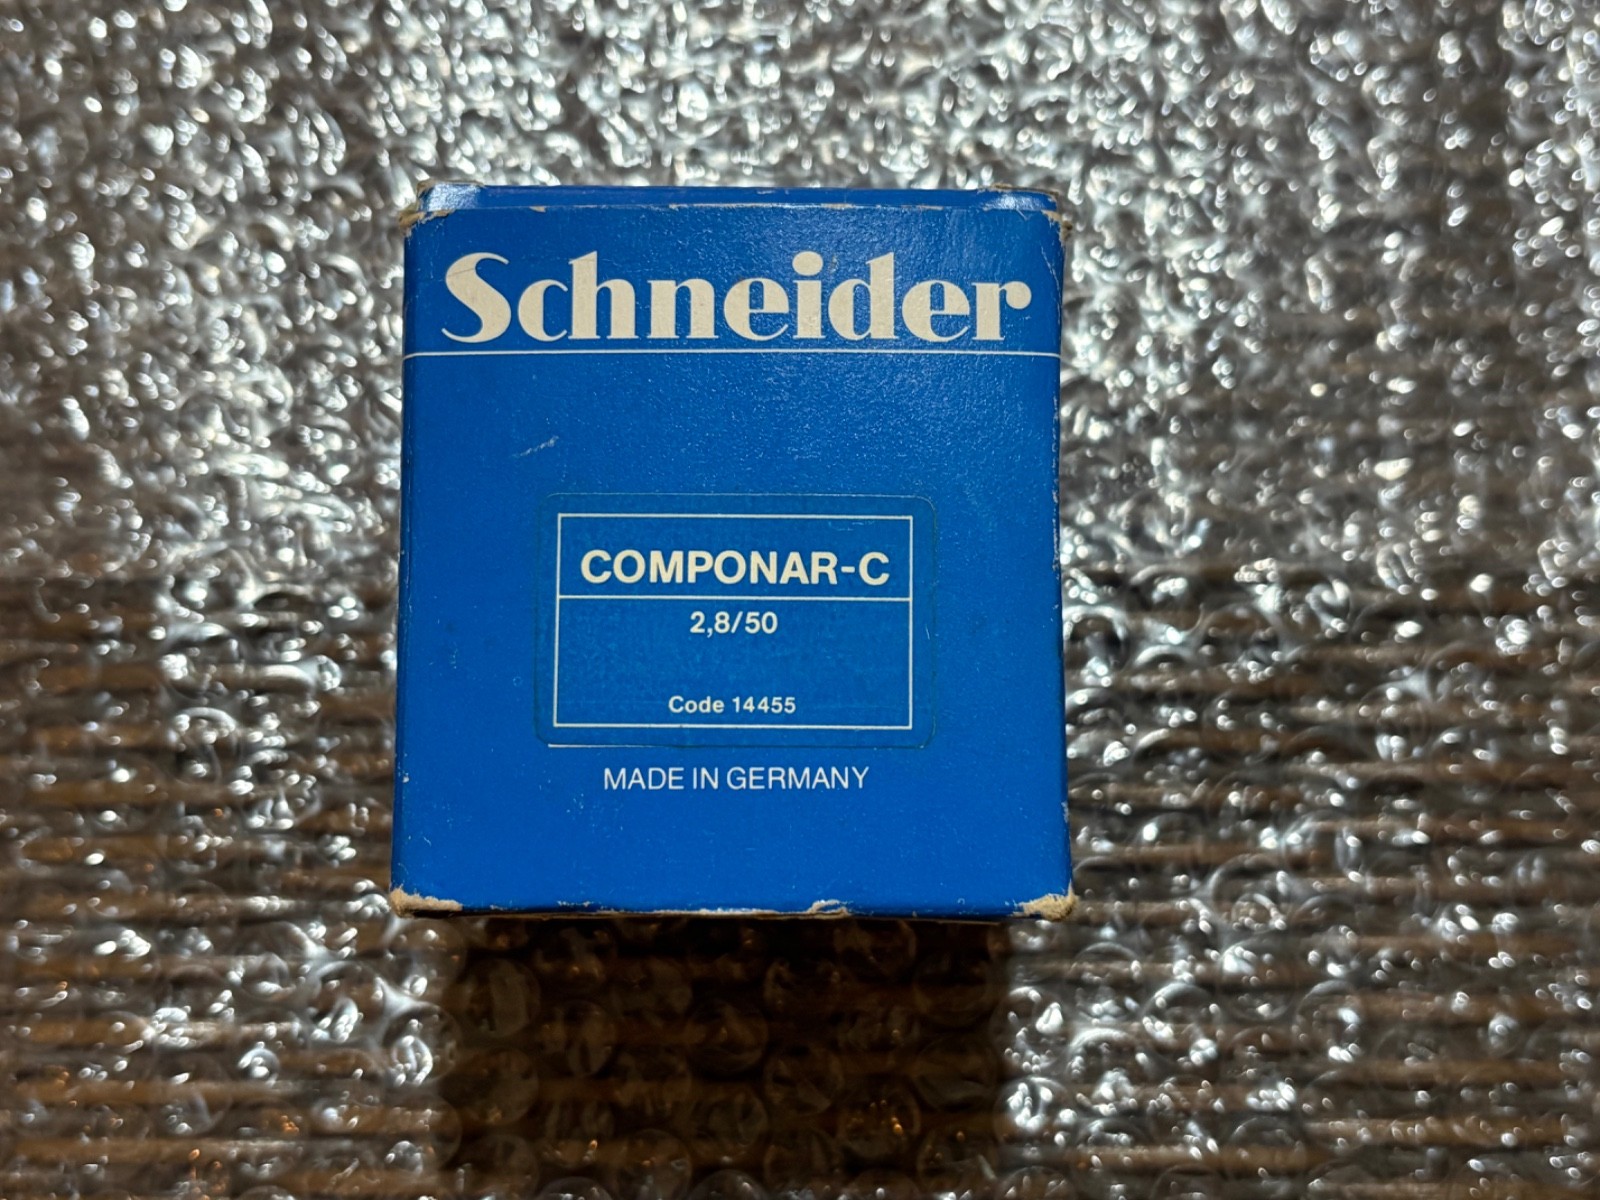 Schneider
COMPONAR-C
2,8/50
Code 14455
MADE IN GERMANY